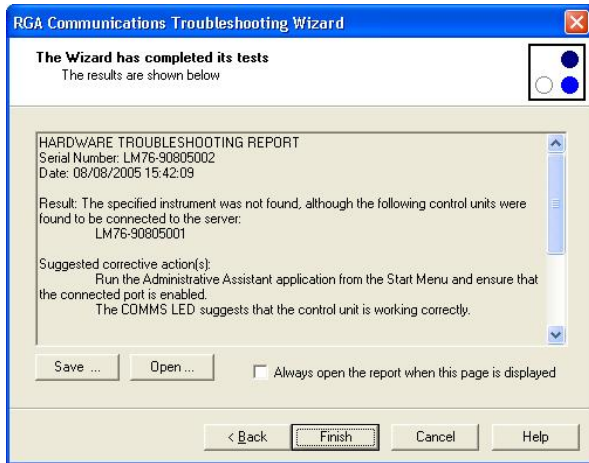 RGA Communications Troubleshooting Wizard
The Wizard has completed its tests
The results are shown below
HARDWARE TROUBLESHOOTING REPORT
Serial Number: LM76-90805002
Date: 08/08/2005 15:42:09
Result: The specified instrument was not found, although the following control units were
found to be connected to the server:
LM76-90805001
Suggested corrective action(s):
Run the Administrative Assistant application from the Start Menu and ensure that
the connected port is enabled.
The COMMS LED suggests that the control unit is working correctly.
Save ... Open ... Always open the report when this page is displayed
< Back Finish Cancel Help